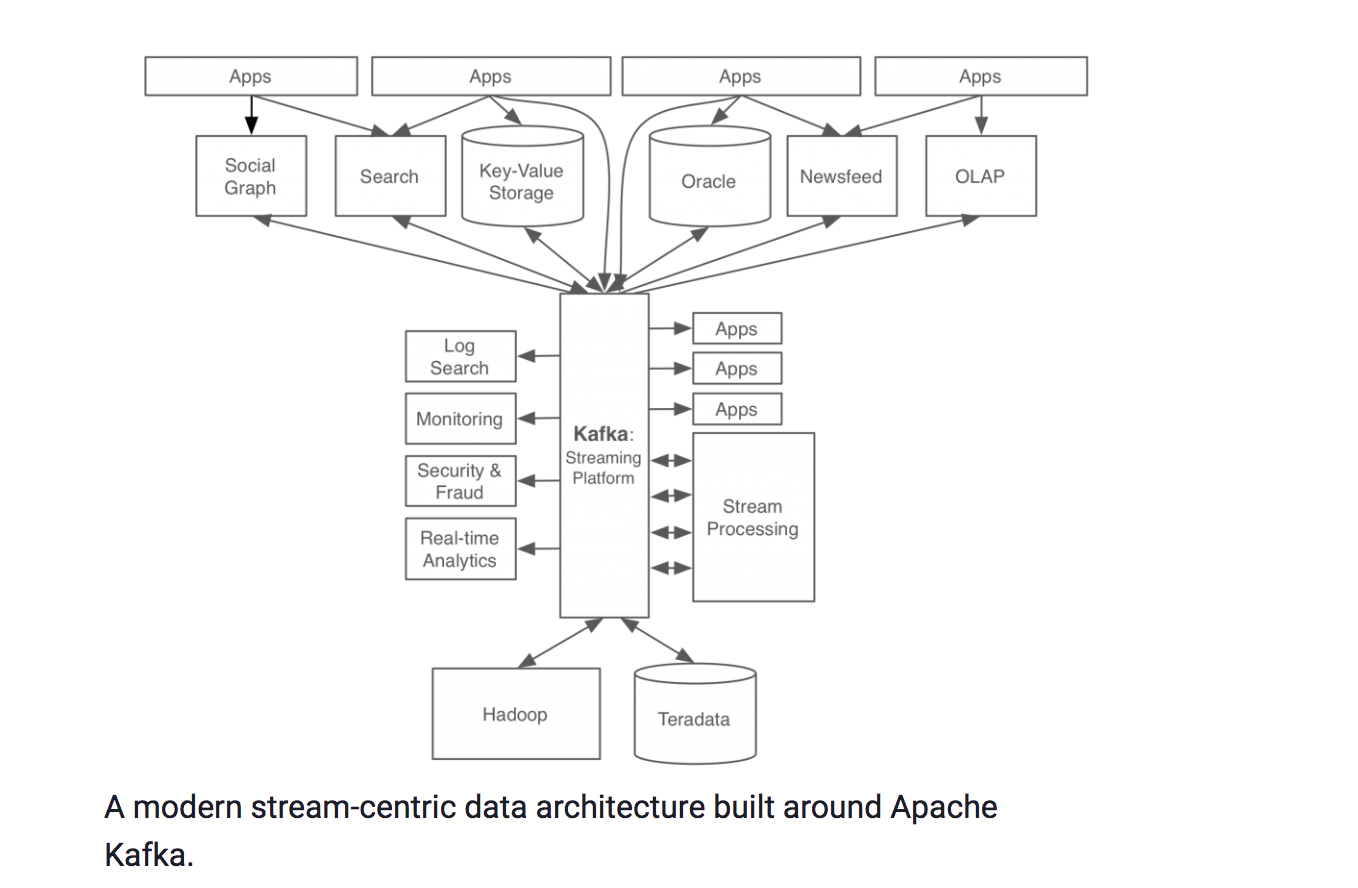 Apps
Apps
Apps
Apps
Social
Graph
Search
Key-Value
Storage
Oracle
Newsfeed
OLAP
Log
Search
Monitoring
Security &
Fraud
Real-time
Analytics
Kafka:
Streaming
Platform
Apps
Apps
Apps
Stream
Processing
Hadoop
Teradata
A modern stream-centric data architecture built around Apache
Kafka.